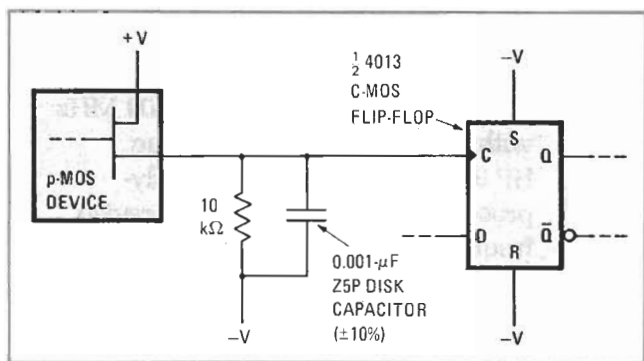 +V
p-MOS
DEVICE
10
kΩ
-V
0.001-μF
Z5P DISK
CAPACITOR
(±10%)
½ 4013
C-MOS
FLIP-FLOP
-V
S
C
Q
D
Q̅
R
-V